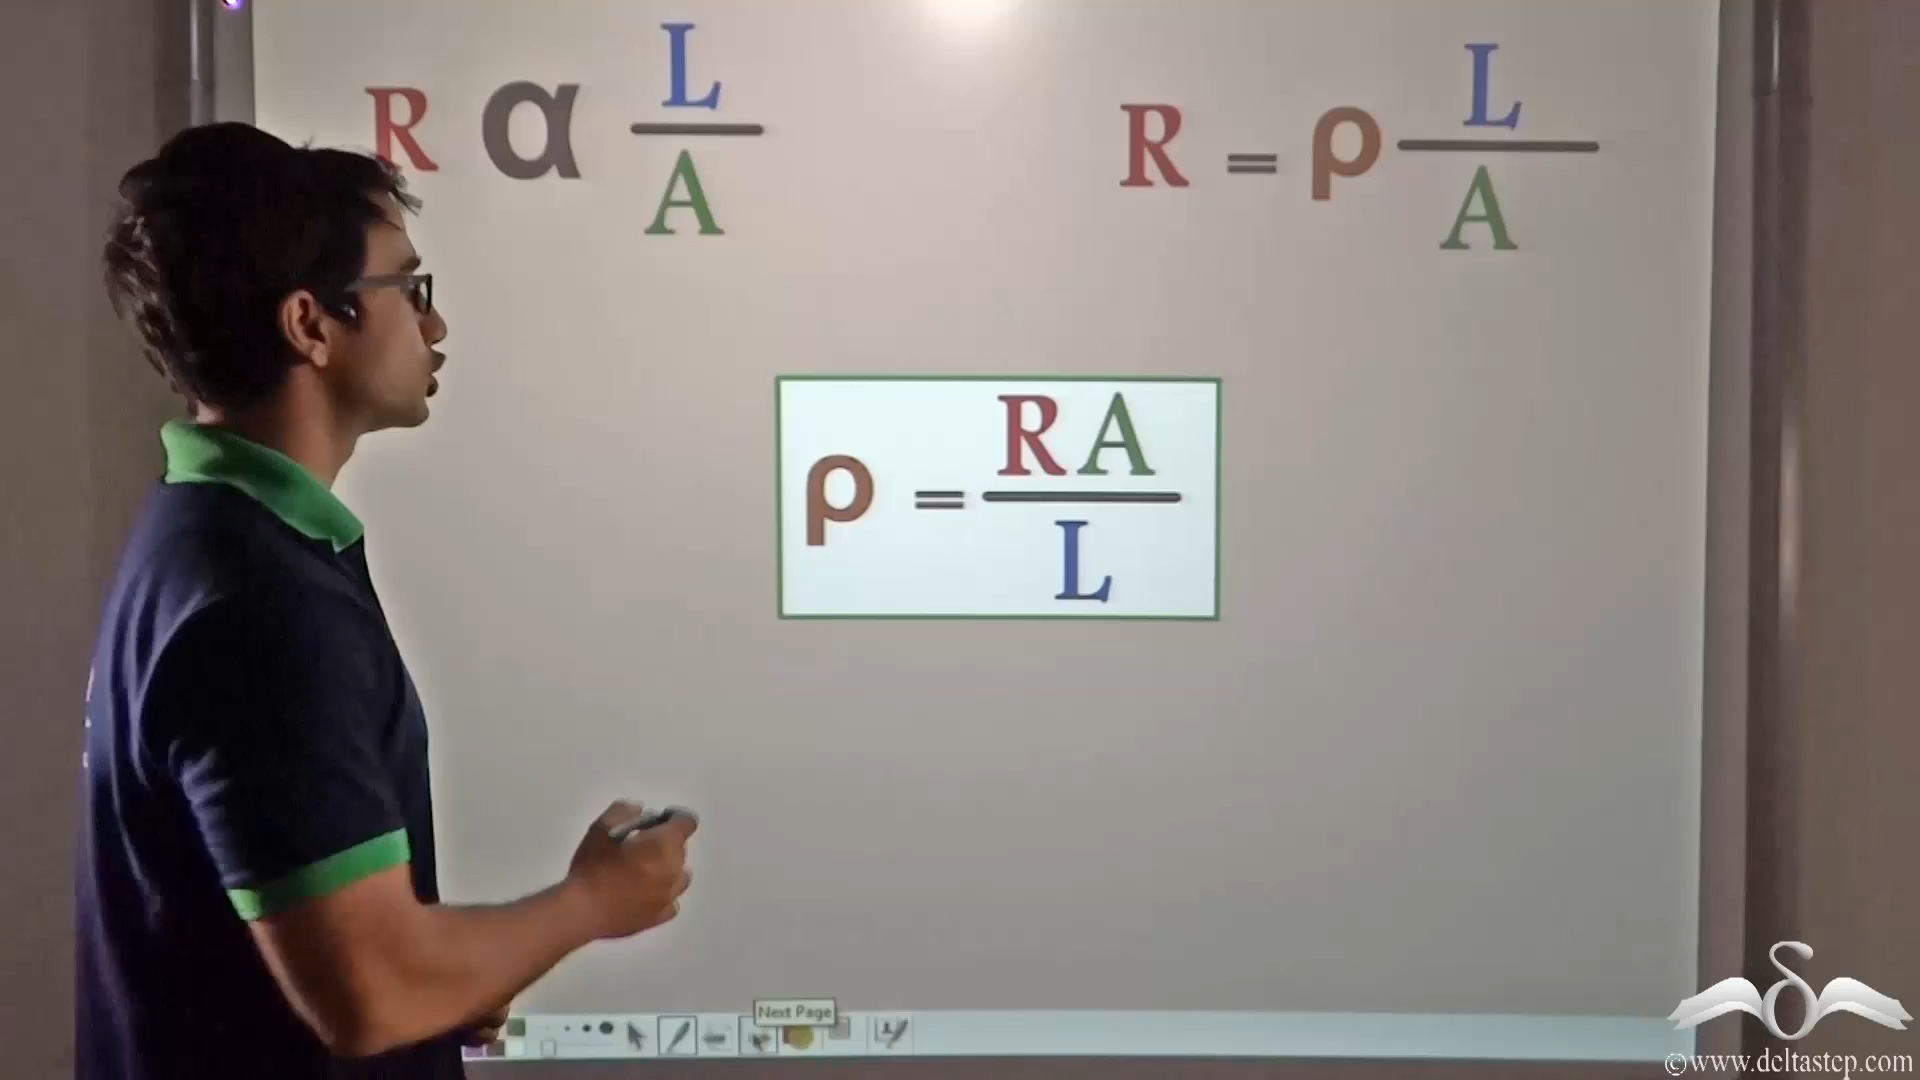 R α L/A
R = ρ L/A
ρ = RA/L
Next Page
©www.deltastep.com